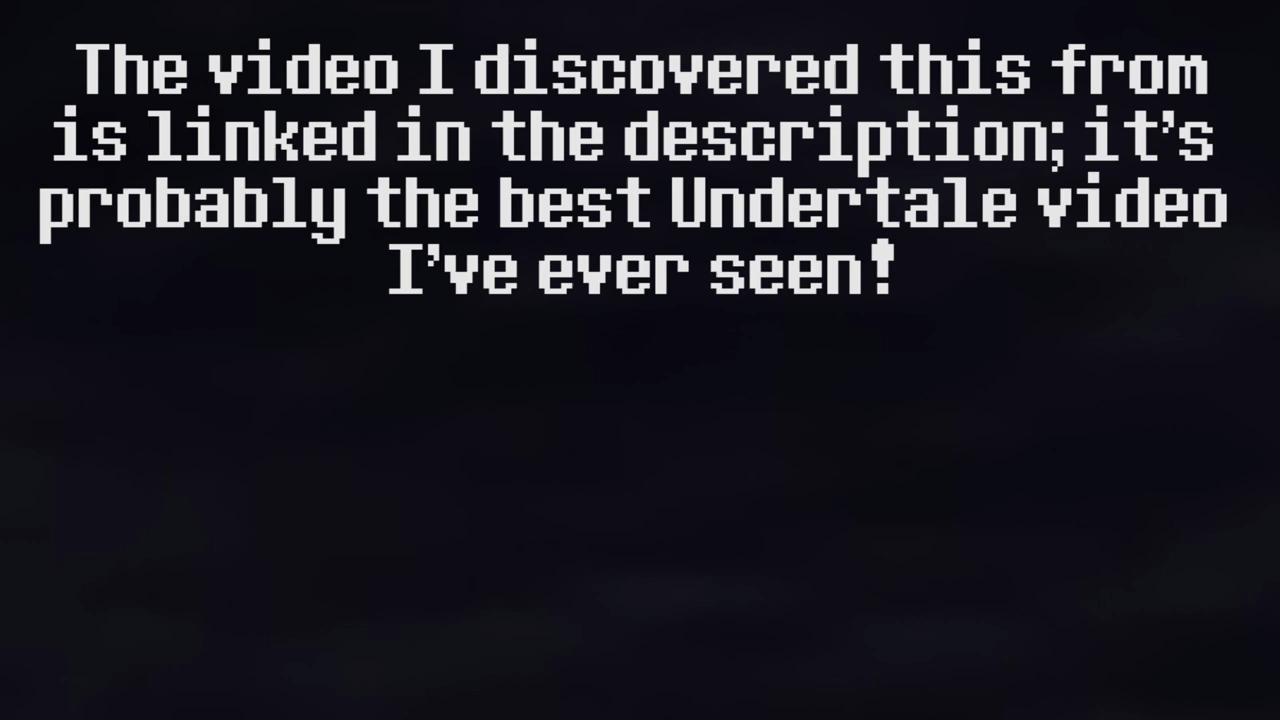 The video I discovered this from
is linked in the description; it's
probably the best Undertale video
I've ever seen!